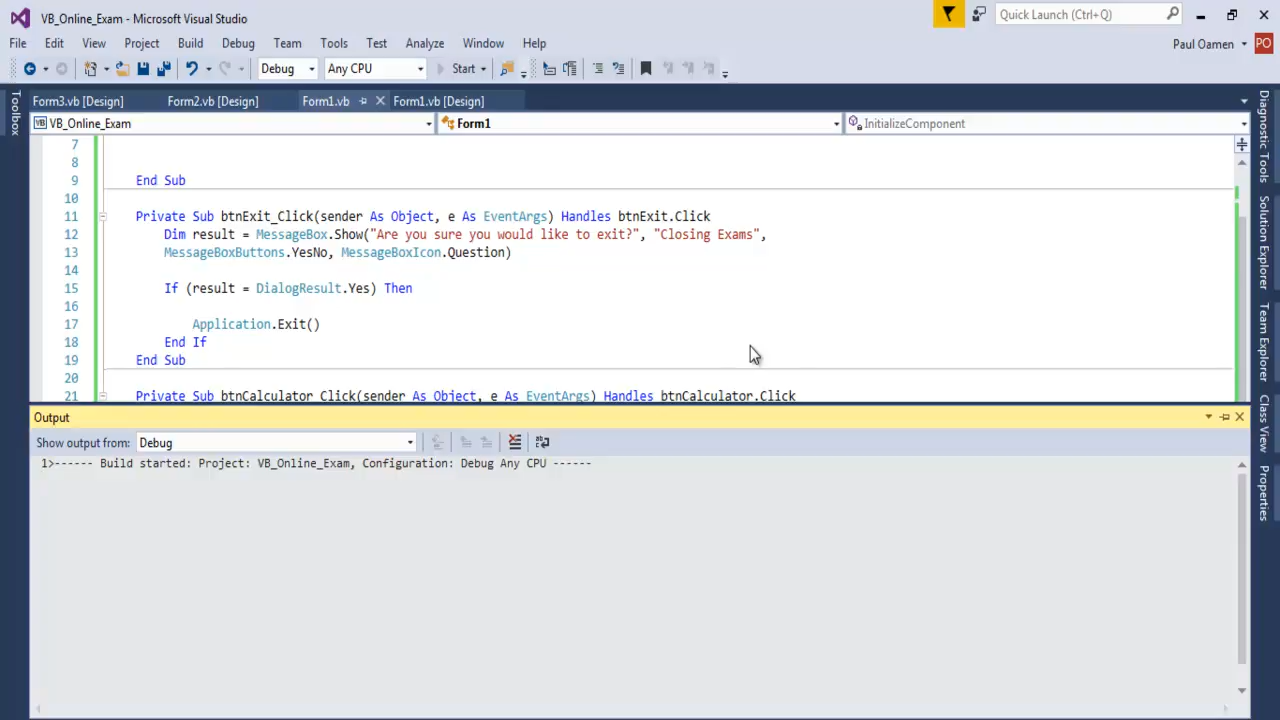 VB_Online_Exam - Microsoft Visual Studio
Quick Launch (Ctrl+Q)
File Edit View Project Build Debug Team Tools Test Analyze Window Help
Paul Oamen PO
Debug Any CPU Start
Form3.vb [Design] Form2.vb [Design] Form1.vb Form1.vb [Design]
VB_Online_Exam Form1 InitializeComponent
Toolbox
7
8
9 End Sub
10
11 Private Sub btnExit_Click(sender As Object, e As EventArgs) Handles btnExit.Click
12 Dim result = MessageBox.Show("Are you sure you would like to exit?", "Closing Exams",
13 MessageBoxButtons.YesNo, MessageBoxIcon.Question)
14
15 If (result = DialogResult.Yes) Then
16
17 Application.Exit()
18 End If
19 End Sub
20
21 Private Sub btnCalculator_Click(sender As Object, e As EventArgs) Handles btnCalculator.Click
Output
Show output from: Debug
1>------ Build started: Project: VB_Online_Exam, Configuration: Debug Any CPU ------
Diagnostic Tools
Solution Explorer
Team Explorer
Class View
Properties